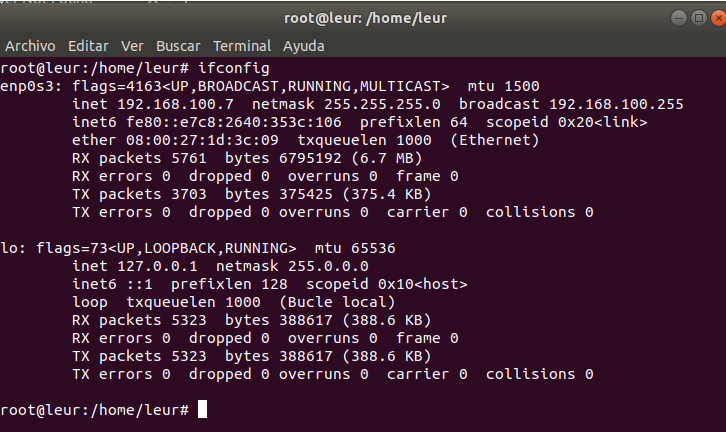 root@leur: /home/leur
Archivo Editar Ver Buscar Terminal Ayuda
root@leur:/home/leur# ifconfig
enp0s3: flags=4163<UP,BROADCAST,RUNNING,MULTICAST>  mtu 1500
        inet 192.168.100.7  netmask 255.255.255.0  broadcast 192.168.100.255
        inet6 fe80::e7c8:2640:353c:106  prefixlen 64  scopeid 0x20<link>
        ether 08:00:27:1d:3c:09  txqueuelen 1000  (Ethernet)
        RX packets 5761  bytes 6795192 (6.7 MB)
        RX errors 0  dropped 0  overruns 0  frame 0
        TX packets 3703  bytes 375425 (375.4 KB)
        TX errors 0  dropped 0 overruns 0  carrier 0  collisions 0
lo: flags=73<UP,LOOPBACK,RUNNING>  mtu 65536
        inet 127.0.0.1  netmask 255.0.0.0
        inet6 ::1  prefixlen 128  scopeid 0x10<host>
        loop  txqueuelen 1000  (Bucle local)
        RX packets 5323  bytes 388617 (388.6 KB)
        RX errors 0  dropped 0  overruns 0  frame 0
        TX packets 5323  bytes 388617 (388.6 KB)
        TX errors 0  dropped 0 overruns 0  carrier 0  collisions 0
root@leur:/home/leur#